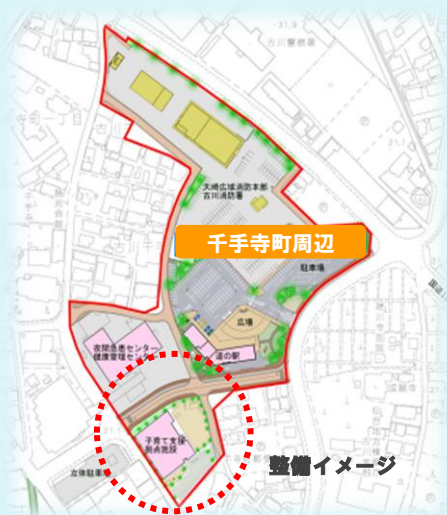 21.9
古川警察署
大崎広域消防本部
古川消防署
千手寺町周辺
駐車場
広場
道の駅
夜間急患センター
健康管理センター
子育て支援
拠点施設
立体駐車場
整備イメージ